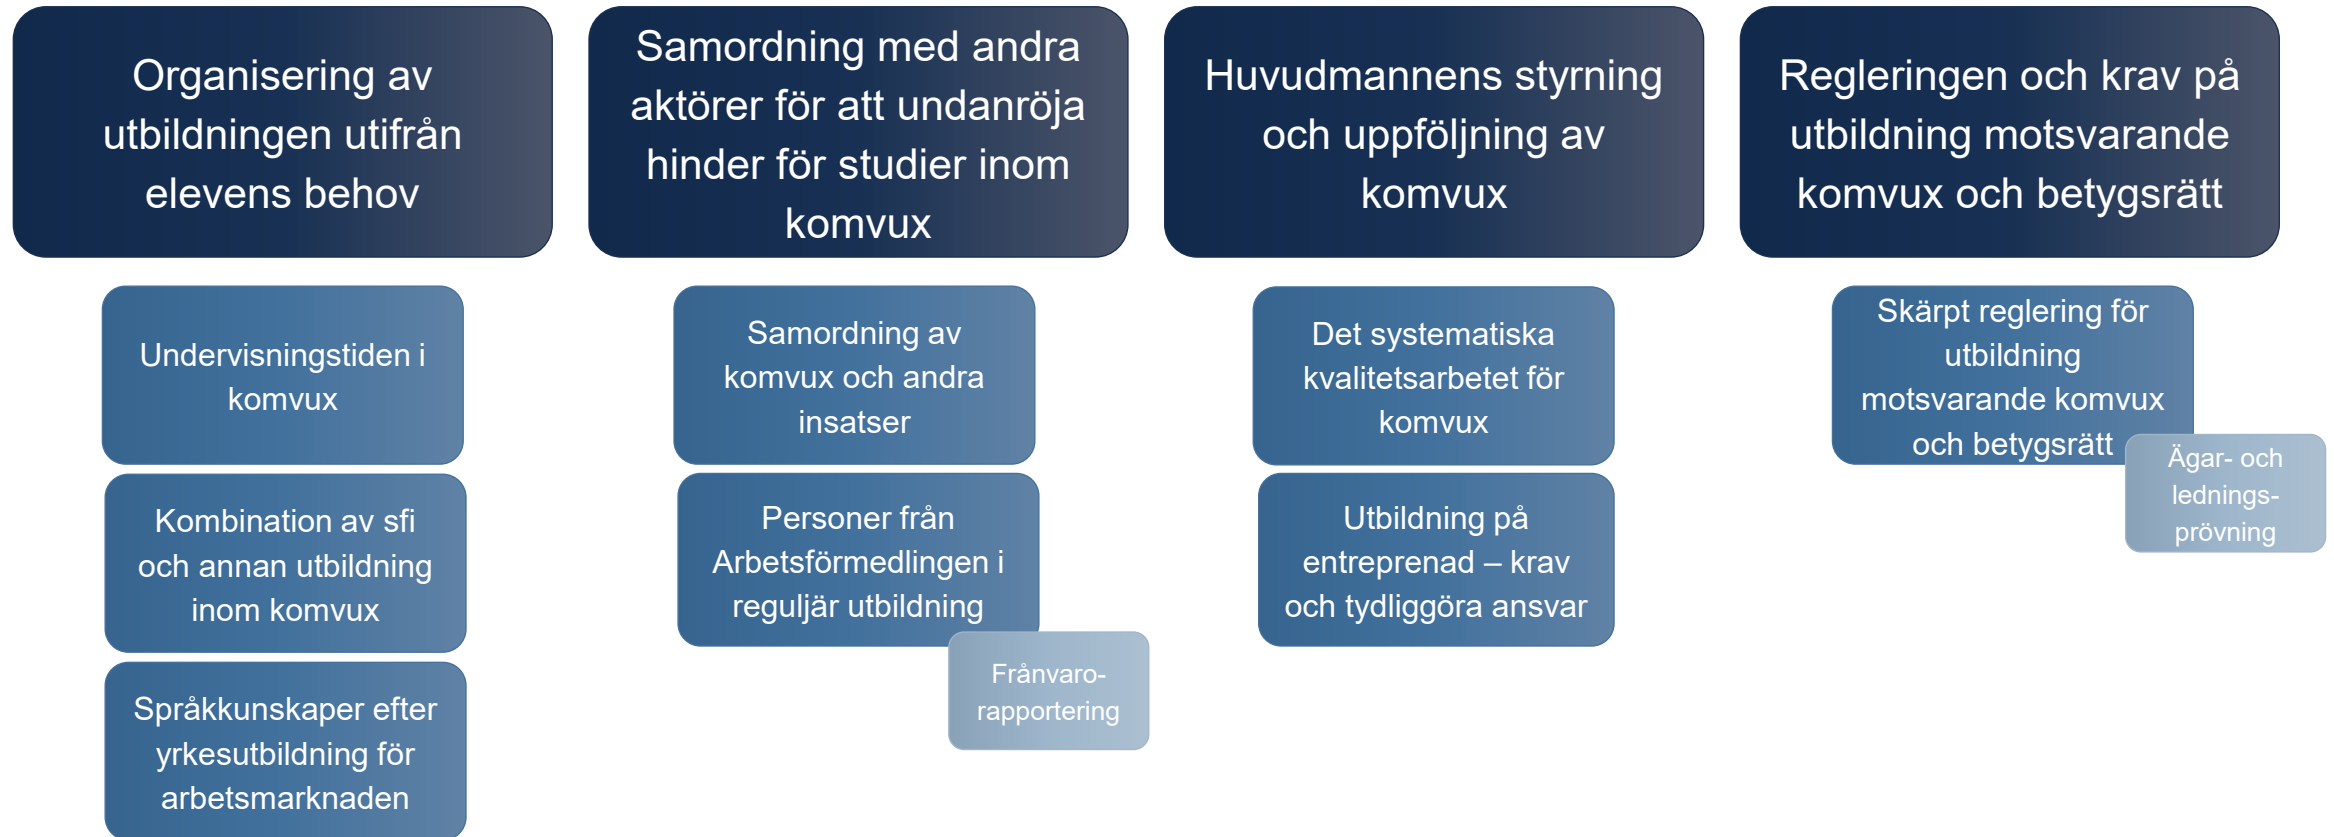 Organisering av
utbildningen utifrån
elevens behov
Samordning med andra
aktörer för att undanröja
hinder för studier inom
komvux
Huvudmannens styrning
och uppföljning av
komvux
Regleringen och krav på
utbildning motsvarande
komvux och betygsrätt
Undervisningstiden i
komvux
Kombination av sfi
och annan utbildning
inom komvux
Språkkunskaper efter
yrkesutbildning för
arbetsmarknaden
Samordning av
komvux och andra
insatser
Personer från
Arbetsförmedlingen i
reguljär utbildning
Frånvaro-
rapportering
Det systematiska
kvalitetsarbetet för
komvux
Utbildning på
entreprenad – krav
och tydliggöra ansvar
Skärpt reglering för
utbildning
motsvarande komvux
och betygsrätt
Ägar- och
lednings-
prövning